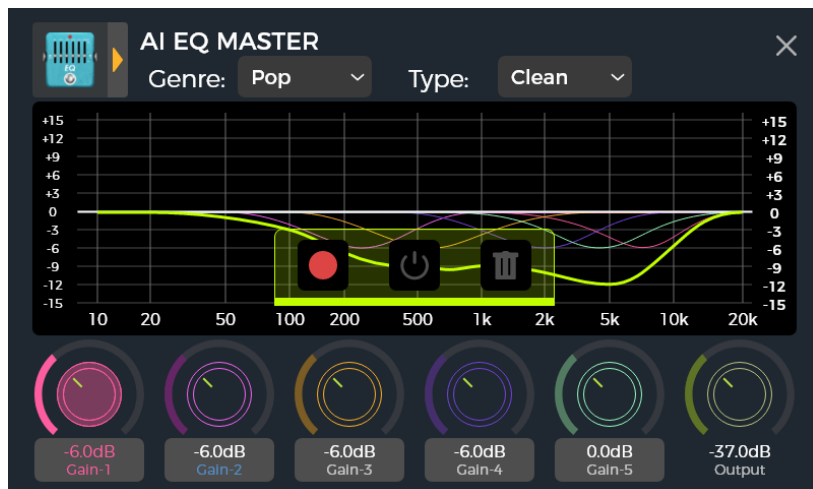 AI EQ MASTER
EQ
Genre: Pop Type: Clean
+15 +15
+12 +12
+9 +9
+6 +6
+3 +3
0 0
-3 -3
-6 -6
-9 -9
-12 -12
-15 -15
10 20 50 100 200 500 1k 2k 5k 10k 20k
-6.0dB -6.0dB -6.0dB -6.0dB 0.0dB -37.0dB
Gain-1 Gain-2 Gain-3 Gain-4 Gain-5 Output